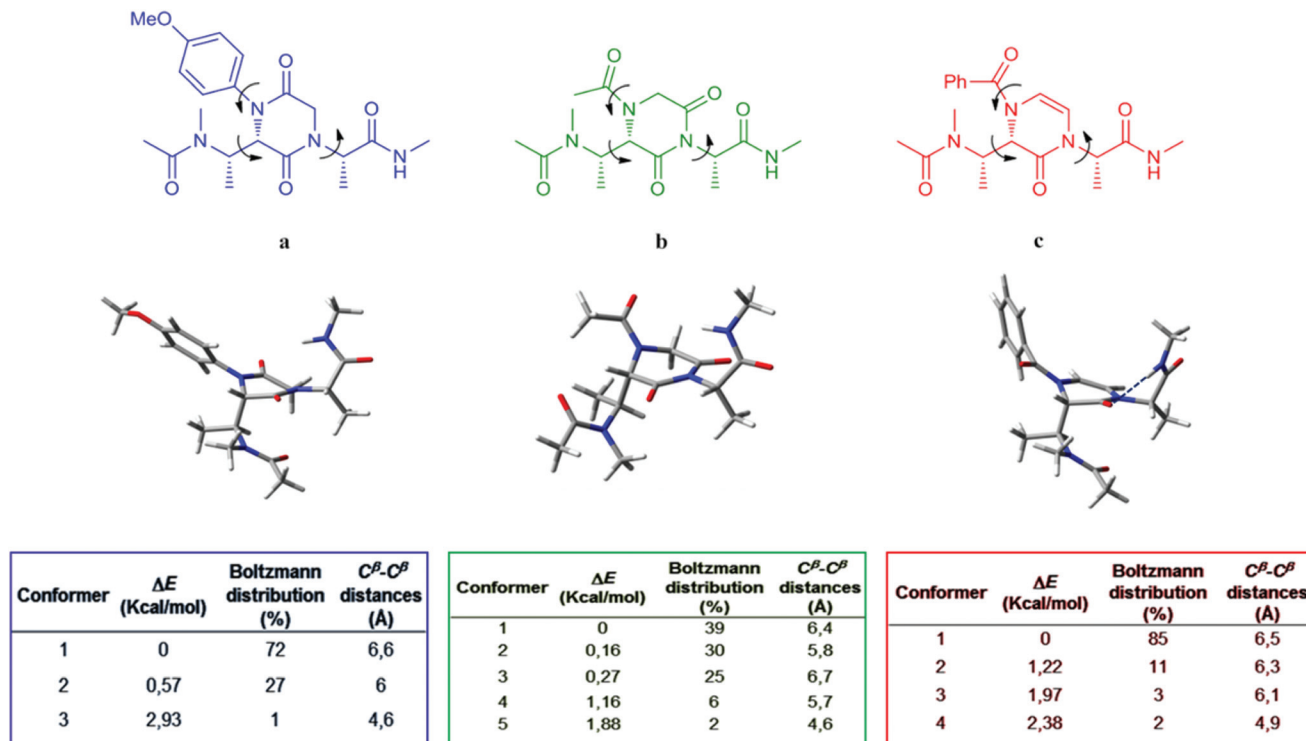 MeO
O
N
N
N
O
O
O
N
H
a
O
N
N
O
N
O
O
O
N
H
b
Ph
O
N
N
N
O
O
O
N
H
c
Conformer ΔE (Kcal/mol) Boltzmann distribution (%) Cβ-Cβ distances (Å)
1 0 72 6,6
2 0,57 27 6
3 2,93 1 4,6
Conformer ΔE (Kcal/mol) Boltzmann distribution (%) Cβ-Cβ distances (Å)
1 0 39 6,4
2 0,16 30 5,8
3 0,27 25 6,7
4 1,16 6 5,7
5 1,88 2 4,6
Conformer ΔE (Kcal/mol) Boltzmann distribution (%) Cβ-Cβ distances (Å)
1 0 85 6,5
2 1,22 11 6,3
3 1,97 3 6,1
4 2,38 2 4,9